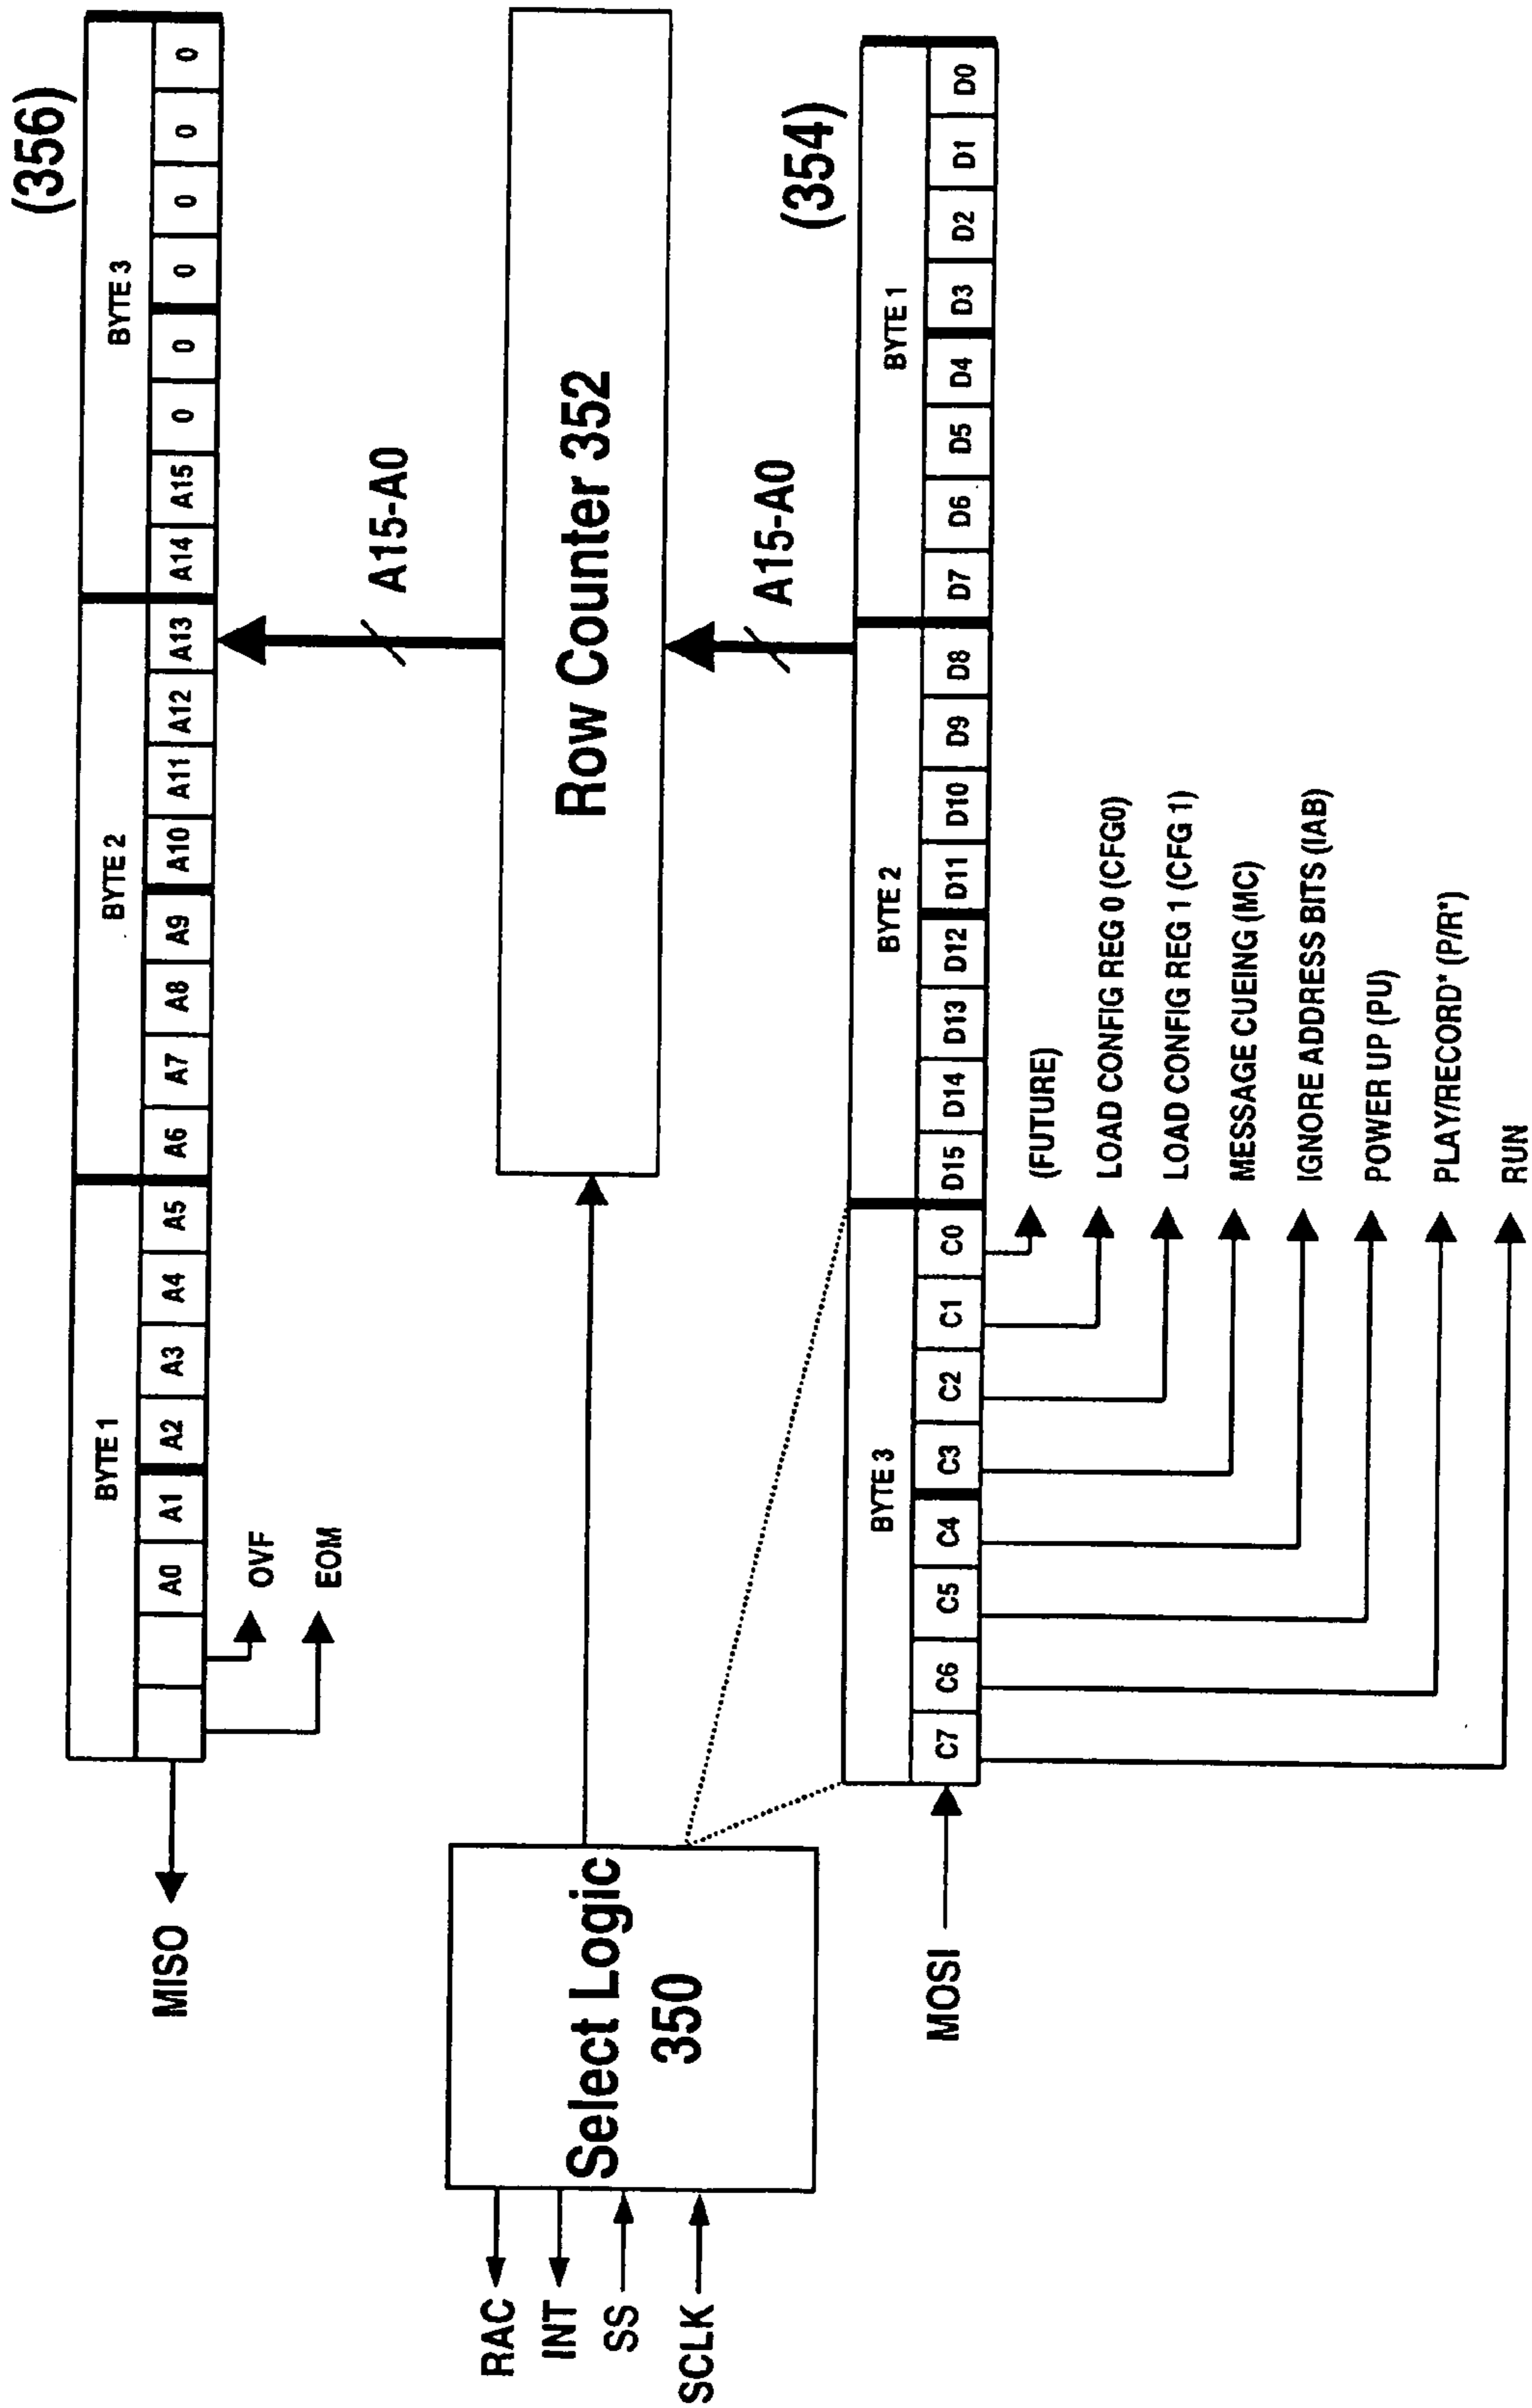 (356)
BYTE 1 BYTE 2 BYTE 3
MISO A0 A1 A2 A3 A4 A5 A6 A7 A8 A9 A10 A11 A12 A13 A14 A15 0 0 0 0 0 0
OVF
EOM
A15-A0
RAC
INT
SS
SCLK
Select Logic
350
Row Counter 352
A15-A0
(354)
BYTE 3 BYTE 2 BYTE 1
MOSI C7 C6 C5 C4 C3 C2 C1 C0 D15 D14 D13 D12 D11 D10 D9 D8 D7 D6 D5 D4 D3 D2 D1 D0
(FUTURE)
LOAD CONFIG REG 0 (CFG0)
LOAD CONFIG REG 1 (CFG 1)
MESSAGE CUEING (MC)
IGNORE ADDRESS BITS (IAB)
POWER UP (PU)
PLAY/RECORD* (P/R*)
RUN